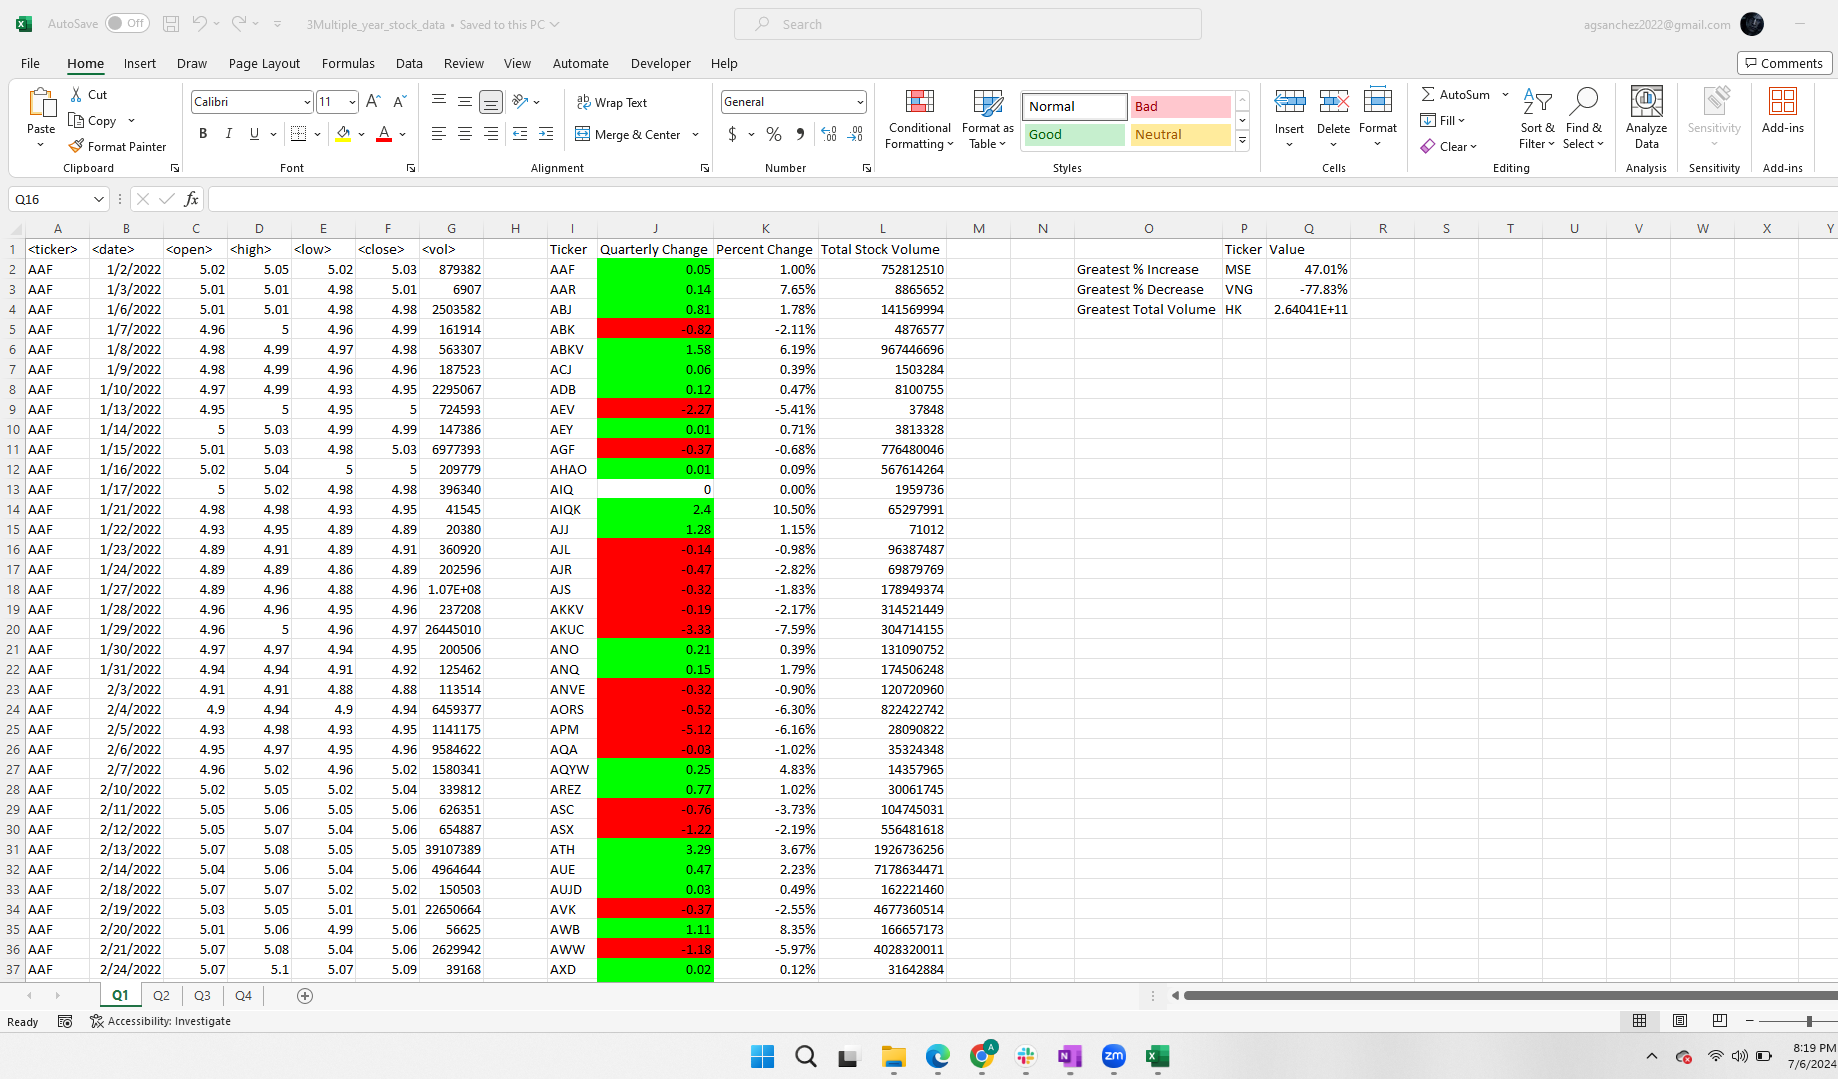 AutoSave Off 3Multiple_year_stock_data • Saved to this PC Search agsanchez2022@gmail.com
File Home Insert Draw Page Layout Formulas Data Review View Automate Developer Help Comments
Paste Cut Copy Format Painter Clipboard
Calibri 11 B I U A Font
Wrap Text Merge & Center Alignment
General $ % Number
Conditional Formatting Format as Table Normal Bad Good Neutral Styles
Insert Delete Format Cells
AutoSum Fill Clear Sort & Filter Find & Select Editing
Analyze Data Analysis Sensitivity Sensitivity Add-ins Add-ins
Q16 fx
A B C D E F G H I J K L M N O P Q R S T U V W X Y
1 <ticker> <date> <open> <high> <low> <close> <vol> Ticker Quarterly Change Percent Change Total Stock Volume Ticker Value
2 AAF 1/2/2022 5.02 5.05 5.02 5.03 879382 AAF 0.05 1.00% 752812510 Greatest % Increase MSE 47.01%
3 AAF 1/3/2022 5.01 5.01 4.98 5.01 6907 AAR 0.14 7.65% 8865652 Greatest % Decrease VNG -77.83%
4 AAF 1/6/2022 5.01 5.01 4.98 4.98 2503582 ABJ 0.81 1.78% 141569994 Greatest Total Volume HK 2.64041E+11
5 AAF 1/7/2022 4.96 5 4.96 4.99 161914 ABK -0.82 -2.11% 4876577
6 AAF 1/8/2022 4.98 4.99 4.97 4.98 563307 ABKV 1.58 6.19% 967446696
7 AAF 1/9/2022 4.98 4.99 4.96 4.96 187523 ACJ 0.06 0.39% 1503284
8 AAF 1/10/2022 4.97 4.99 4.93 4.95 2295067 ADB 0.12 0.47% 8100755
9 AAF 1/13/2022 4.95 5 4.95 5 724593 AEV -2.27 -5.41% 37848
10 AAF 1/14/2022 5 5.03 4.99 4.99 147386 AEY 0.01 0.71% 3813328
11 AAF 1/15/2022 5.01 5.03 4.98 5.03 6977393 AGF -0.37 -0.68% 776480046
12 AAF 1/16/2022 5.02 5.04 5 5 209779 AHAO 0.01 0.09% 567614264
13 AAF 1/17/2022 5 5.02 4.98 4.98 396340 AIQ 0 0.00% 1959736
14 AAF 1/21/2022 4.98 4.98 4.93 4.95 41545 AIQK 2.4 10.50% 65297991
15 AAF 1/22/2022 4.93 4.95 4.89 4.89 20380 AJJ 1.28 1.15% 71012
16 AAF 1/23/2022 4.89 4.91 4.89 4.91 360920 AJL -0.14 -0.98% 96387487
17 AAF 1/24/2022 4.89 4.89 4.86 4.89 202596 AJR -0.47 -2.82% 69879769
18 AAF 1/27/2022 4.89 4.96 4.88 4.96 1.07E+08 AJS -0.32 -1.83% 178949374
19 AAF 1/28/2022 4.96 4.96 4.95 4.96 237208 AKKV -0.19 -2.17% 314521449
20 AAF 1/29/2022 4.96 5 4.96 4.97 26445010 AKUC -3.33 -7.59% 304714155
21 AAF 1/30/2022 4.97 4.97 4.94 4.95 200506 ANO 0.21 0.39% 131090752
22 AAF 1/31/2022 4.94 4.94 4.91 4.92 125462 ANQ 0.15 1.79% 174506248
23 AAF 2/3/2022 4.91 4.91 4.88 4.88 113514 ANVE -0.32 -0.90% 120720960
24 AAF 2/4/2022 4.9 4.94 4.9 4.94 6459377 AORS -0.52 -6.30% 822422742
25 AAF 2/5/2022 4.93 4.98 4.93 4.95 1141175 APM -5.12 -6.16% 28090822
26 AAF 2/6/2022 4.95 4.97 4.95 4.96 9584622 AQA -0.03 -1.02% 35324348
27 AAF 2/7/2022 4.96 5.02 4.96 5.02 1580341 AQYW 0.25 4.83% 14357965
28 AAF 2/10/2022 5.02 5.05 5.02 5.04 339812 AREZ 0.77 1.02% 30061745
29 AAF 2/11/2022 5.05 5.06 5.05 5.06 626351 ASC -0.76 -3.73% 104745031
30 AAF 2/12/2022 5.05 5.07 5.04 5.06 654887 ASX -1.22 -2.19% 556481618
31 AAF 2/13/2022 5.07 5.08 5.05 5.05 39107389 ATH 3.29 3.67% 1926736256
32 AAF 2/14/2022 5.04 5.06 5.04 5.06 4964644 AUE 0.47 2.23% 7178634471
33 AAF 2/18/2022 5.07 5.07 5.02 5.02 150503 AUJD 0.03 0.49% 162221460
34 AAF 2/19/2022 5.03 5.05 5.01 5.01 22650664 AVK -0.37 -2.55% 4677360514
35 AAF 2/20/2022 5.01 5.06 4.99 5.06 56625 AWB 1.11 8.35% 166657173
36 AAF 2/21/2022 5.07 5.08 5.04 5.06 2629942 AWW -1.18 -5.97% 4028320011
37 AAF 2/24/2022 5.07 5.1 5.07 5.09 39168 AXD 0.02 0.12% 31642884
Q1 Q2 Q3 Q4
Ready Accessibility: Investigate
8:19 PM
7/6/2024